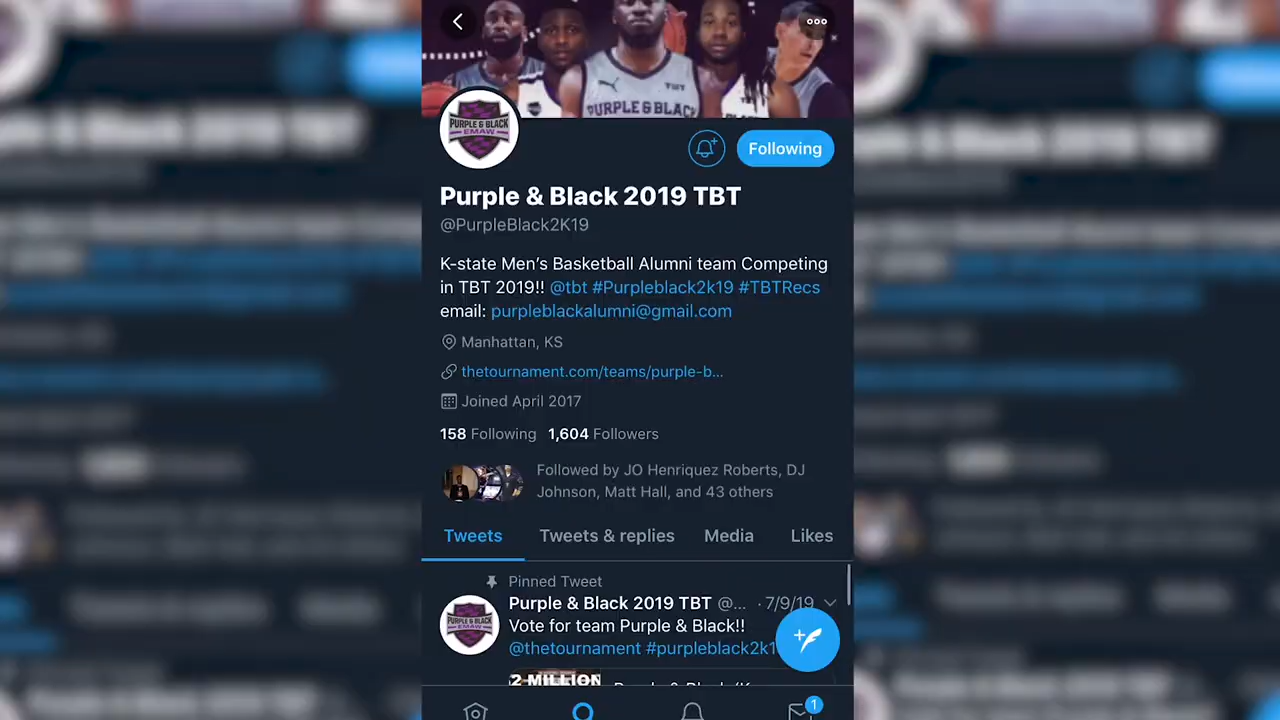 PURPLE & BLACK
PURPLE & BLACK
EMAW
Following
Purple & Black 2019 TBT
@PurpleBlack2K19
K-state Men's Basketball Alumni team Competing
in TBT 2019!! @tbt #Purpleblack2k19 #TBTRecs
email: purpleblackalumni@gmail.com
Manhattan, KS
thetournament.com/teams/purple-b...
Joined April 2017
158 Following 1,604 Followers
Followed by JO Henriquez Roberts, DJ
Johnson, Matt Hall, and 43 others
Tweets Tweets & replies Media Likes
Pinned Tweet
Purple & Black 2019 TBT @... · 7/9/19
PURPLE & BLACK
EMAW
Vote for team Purple & Black!!
@thetournament #purpleblack2k1
2 MILLION
1